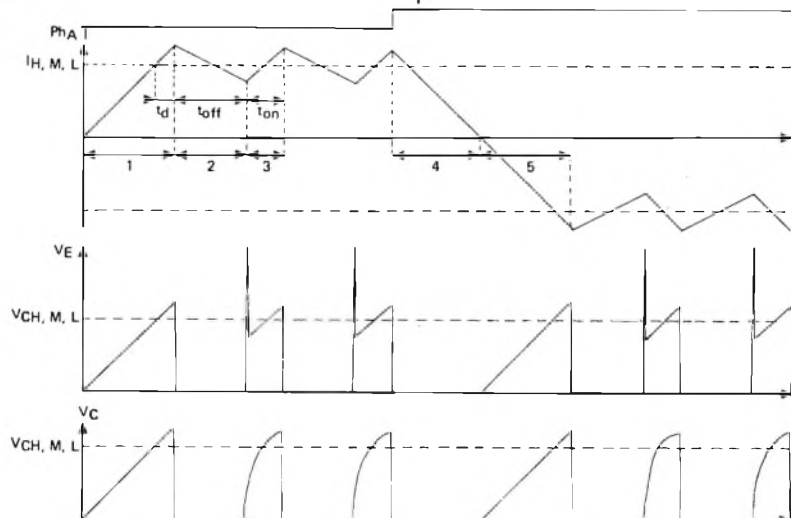 PhA
IH, M, L
td toff ton
1 2 3 4 5
VE
VCH, M, L
VC
VCH, M, L